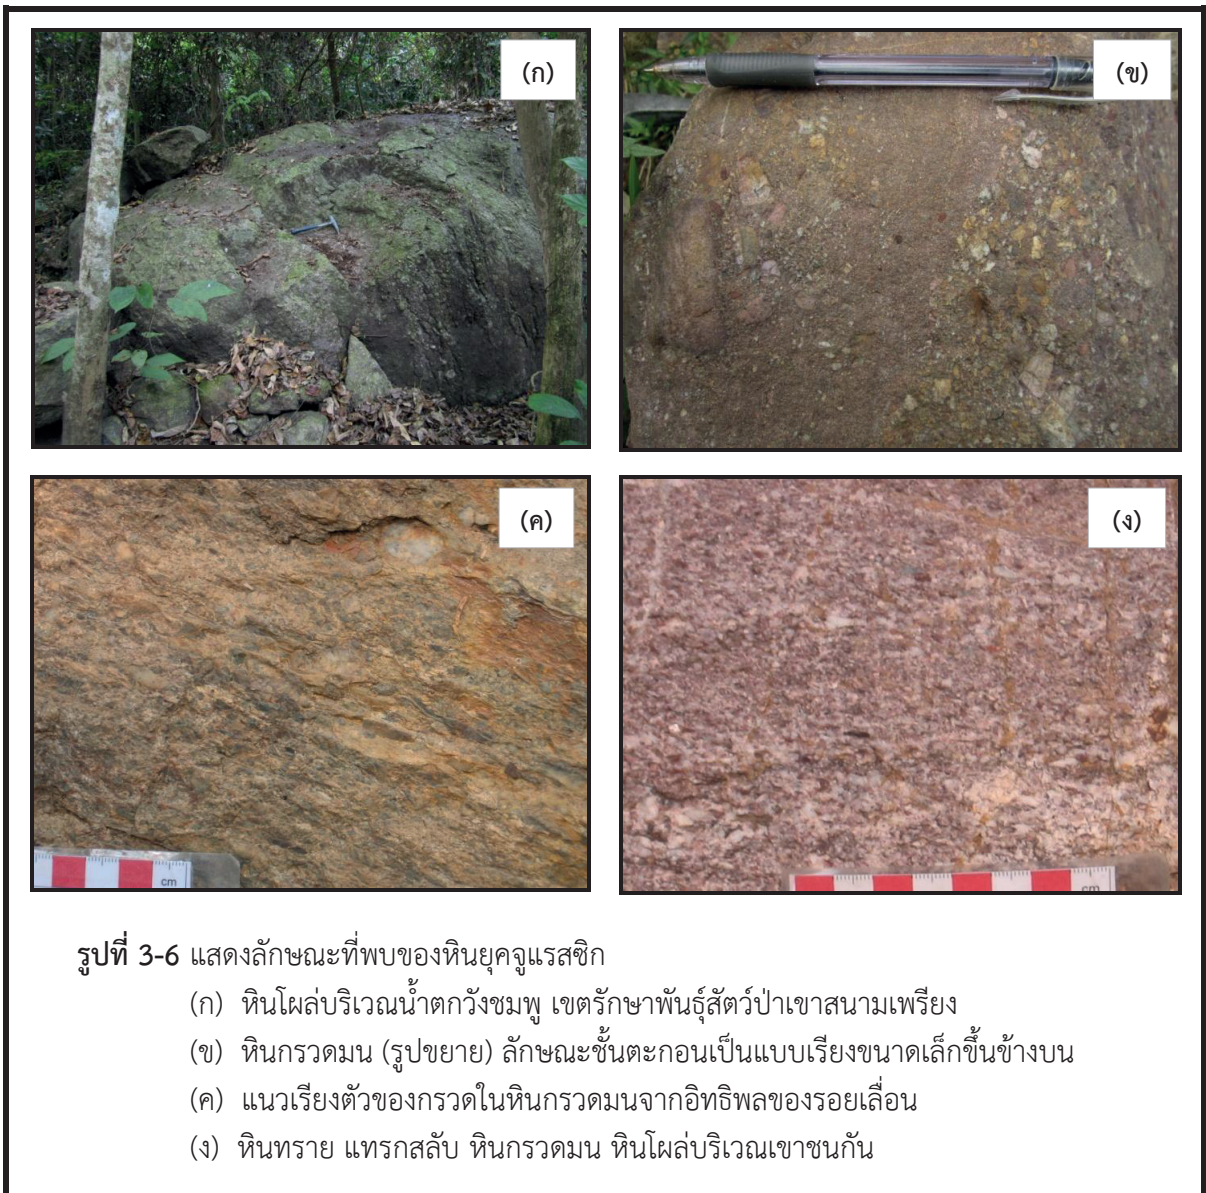 (ก)
(ข)
(ค)
(ง)
cm
cm
รูปที่ 3-6 แสดงลักษณะที่พบของหินยุคจูแรสซิก
(ก) หินโผล่บริเวณน้ำตกวังชมพู เขตรักษาพันธุ์สัตว์ป่าเขาสนามเพรียง
(ข) หินกรวดมน (รูปขยาย) ลักษณะชั้นตะกอนเป็นแบบเรียงขนาดเล็กขึ้นข้างบน
(ค) แนวเรียงตัวของกรวดในหินกรวดมนจากอิทธิพลของรอยเลื่อน
(ง) หินทราย แทรกสลับ หินกรวดมน หินโผล่บริเวณเขาชนกัน